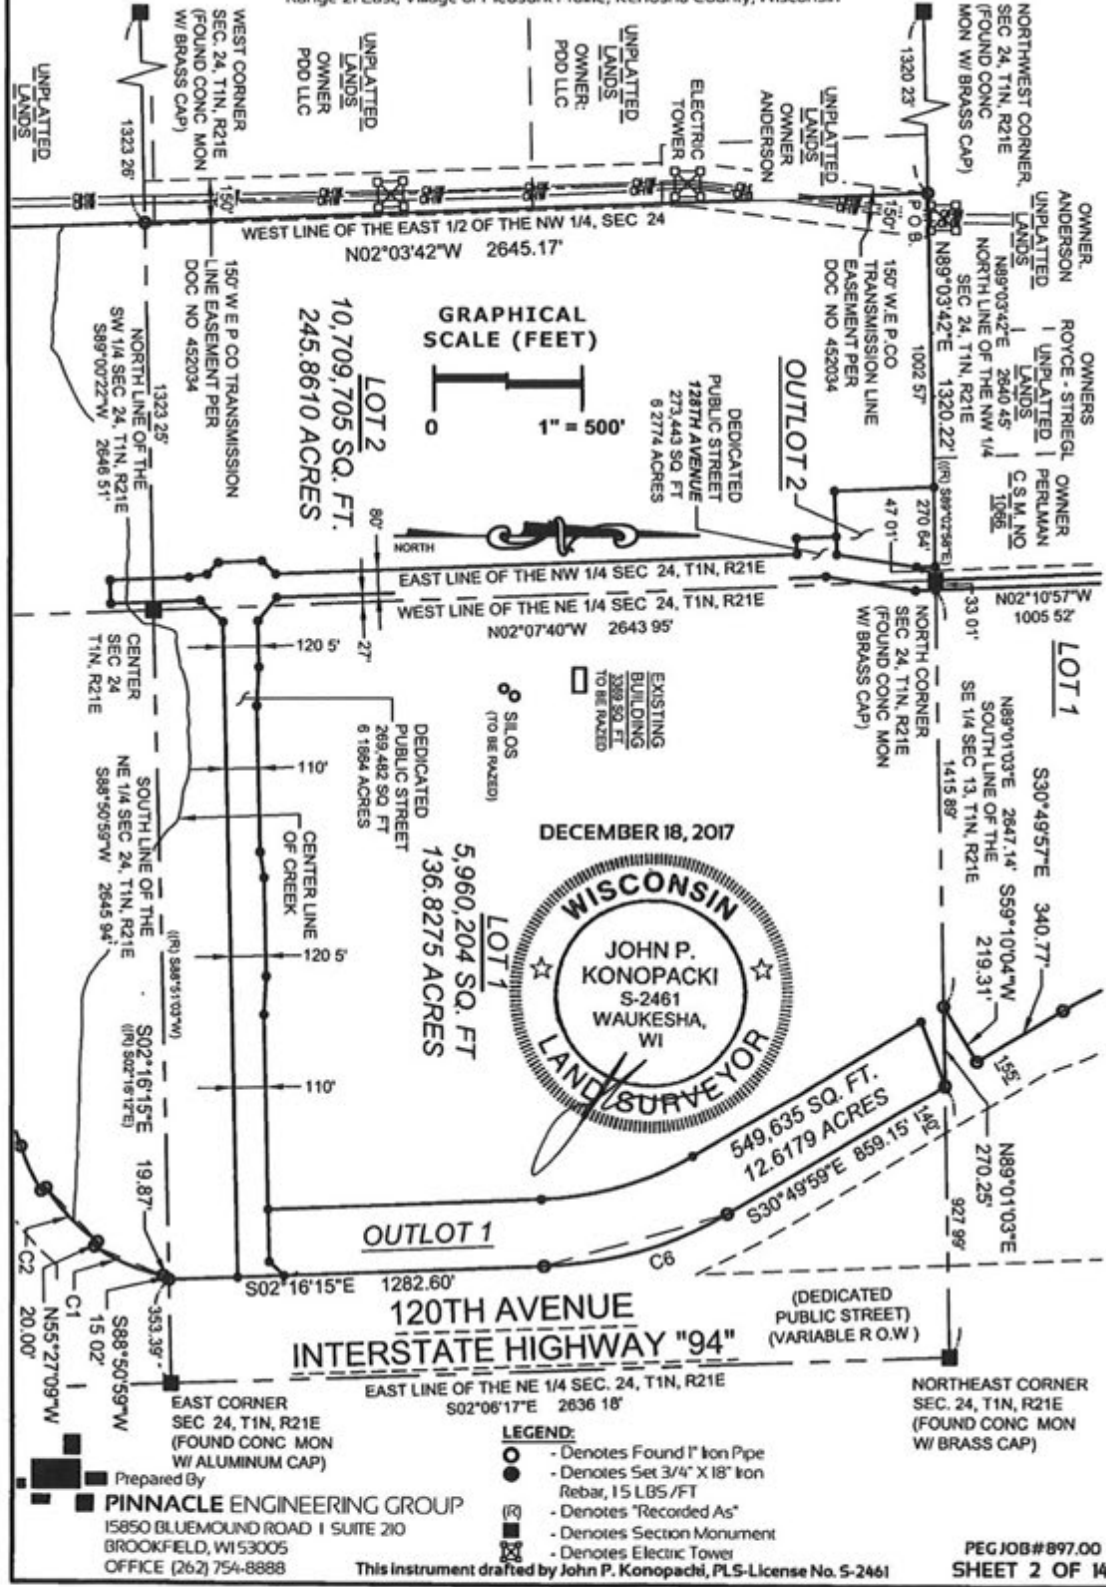 Range 21 East, Village of Pleasant Prairie, Kenosha County, Wisconsin
WEST CORNER
SEC. 24, T1N, R21E
(FOUND CONC MON
W/ BRASS CAP)
UNPLATTED
LANDS
1323 26'
UNPLATTED
LANDS
OWNER
PDD LLC
UNPLATTED
LANDS
OWNER:
PDD LLC
ELECTRIC
TOWER
UNPLATTED
LANDS
OWNER
ANDERSON
1320 23'
NORTHWEST CORNER,
SEC 24, T1N, R21E
(FOUND CONC
MON W/ BRASS CAP)
150'
150'
P O B.
WEST LINE OF THE EAST 1/2 OF THE NW 1/4, SEC 24
N02°03'42"W 2645.17'
OWNER.
ANDERSON
UNPLATTED
LANDS
OWNERS
ROYCE - STRIEGL
UNPLATTED
LANDS
OWNER
PERLMAN
C S M. NO
1066
N89°03'42"E 2640 45'
NORTH LINE OF THE NW 1/4
SEC 24, T1N, R21E
N89°03'42"E 1320.22'
((R) S89°02'58"E)
1002 57'
270 64'
47 01'
150' W E P CO TRANSMISSION
LINE EASEMENT PER
DOC NO 452034
150' W.E P.CO
TRANSMISSION LINE
EASEMENT PER
DOC NO 452034
1323 25'
NORTH LINE OF THE
SW 1/4 SEC 24, T1N, R21E
S89°00'22"W 2646 51'
LOT 2
10,709,705 SQ. FT.
245.8610 ACRES
GRAPHICAL
SCALE (FEET)
0 1" = 500'
OUTLOT 2
DEDICATED
PUBLIC STREET
128TH AVENUE
273,443 SQ FT
6 2774 ACRES
80'
NORTH
EAST LINE OF THE NW 1/4 SEC 24, T1N, R21E
WEST LINE OF THE NE 1/4 SEC 24, T1N, R21E
N02°07'40"W 2643 95'
27'
N02°10'57"W
1005 52'
33 01'
NORTH CORNER
SEC 24, T1N, R21E
(FOUND CONC MON
W/ BRASS CAP)
LOT 1
CENTER
SEC 24
T1N, R21E
120 5'
110'
120 5'
110'
EXISTING
BUILDING
3389 SQ FT
TO BE RAZED
SILOS
(TO BE RAZED)
DEDICATED
PUBLIC STREET
269,482 SQ FT
6 1864 ACRES
CENTER LINE
OF CREEK
SOUTH LINE OF THE
NE 1/4 SEC 24, T1N, R21E
S88°50'59"W 2645 94'
((R) S88°51'03"W)
LOT 1
5,960,204 SQ. FT
136.8275 ACRES
DECEMBER 18, 2017
WISCONSIN
JOHN P.
KONOPACKI
S-2461
WAUKESHA,
WI
LAND SURVEYOR
1415 89'
N89°01'03"E 2647.14'
SOUTH LINE OF THE
SE 1/4 SEC 13, T1N, R21E
S59°10'04"W
219.31'
S30°49'57"E 340.77'
155'
N89°01'03"E
270.25'
927 99'
549,635 SQ. FT.
12.6179 ACRES
S30°49'59"E 859.15'
140'
C6
OUTLOT 1
S02°16'15"E 1282.60'
S02°16'15"E 19.87'
((R) S02°16'12"E)
353.39'
S88°50'59"W
15 02'
C1
N55°27'09"W
20.00'
C2
120TH AVENUE
INTERSTATE HIGHWAY "94"
(DEDICATED
PUBLIC STREET)
(VARIABLE R O.W )
EAST LINE OF THE NE 1/4 SEC. 24, T1N, R21E
S02°06'17"E 2636 18'
EAST CORNER
SEC 24, T1N, R21E
(FOUND CONC MON
W/ ALUMINUM CAP)
NORTHEAST CORNER
SEC. 24, T1N, R21E
(FOUND CONC MON
W/ BRASS CAP)
LEGEND:
- Denotes Found 1" Iron Pipe
- Denotes Set 3/4" X 18" Iron
Rebar, 1 5 LBS /FT
(R) - Denotes "Recorded As"
- Denotes Section Monument
- Denotes Electric Tower
Prepared By
PINNACLE ENGINEERING GROUP
15850 BLUEMOUND ROAD | SUITE 210
BROOKFIELD, WI 53005
OFFICE (262) 754-8888
This instrument drafted by John P. Konopacki, PLS-License No. S-2461
PEG JOB#897.00
SHEET 2 OF 14